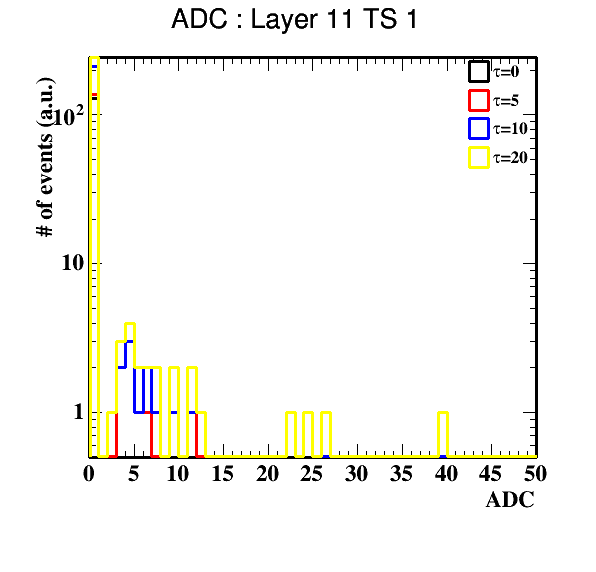 ADC : Layer 11 TS 1
# of events (a.u.)
10²
10
1
τ=0
τ=5
τ=10
τ=20
0 5 10 15 20 25 30 35 40 45 50
ADC